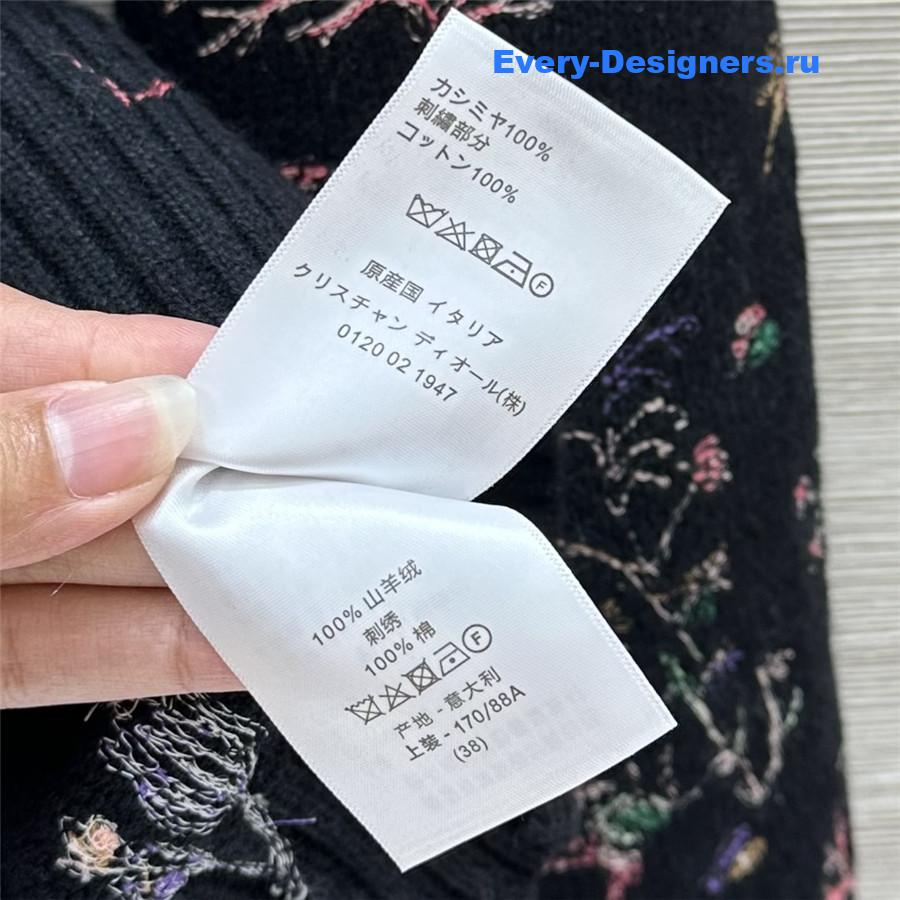 Every-Designers.ru
カシミヤ100%
刺繍部分
コットン100%
F
原産国 イタリア
クリスチャン ディオール(株)
0120 02 1947
100% 山羊绒
刺绣
100% 棉
F
产地 - 意大利
上装 - 170/88A
(38)